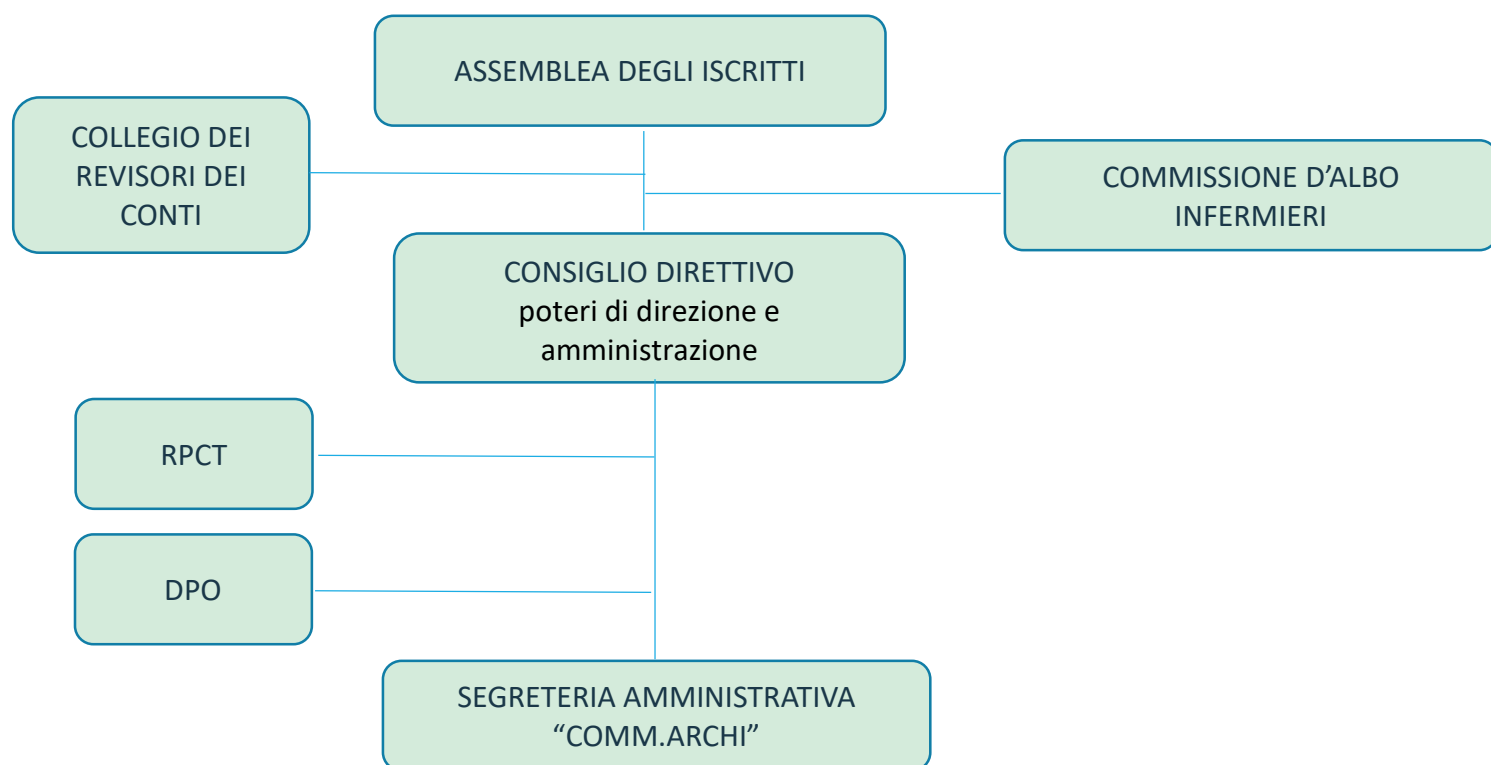 ASSEMBLEA DEGLI ISCRITTI
COLLEGIO DEI
REVISORI DEI
CONTI
COMMISSIONE D’ALBO
INFERMIERI
CONSIGLIO DIRETTIVO
poteri di direzione e
amministrazione
RPCT
DPO
SEGRETERIA AMMINISTRATIVA
“COMM.ARCHI”